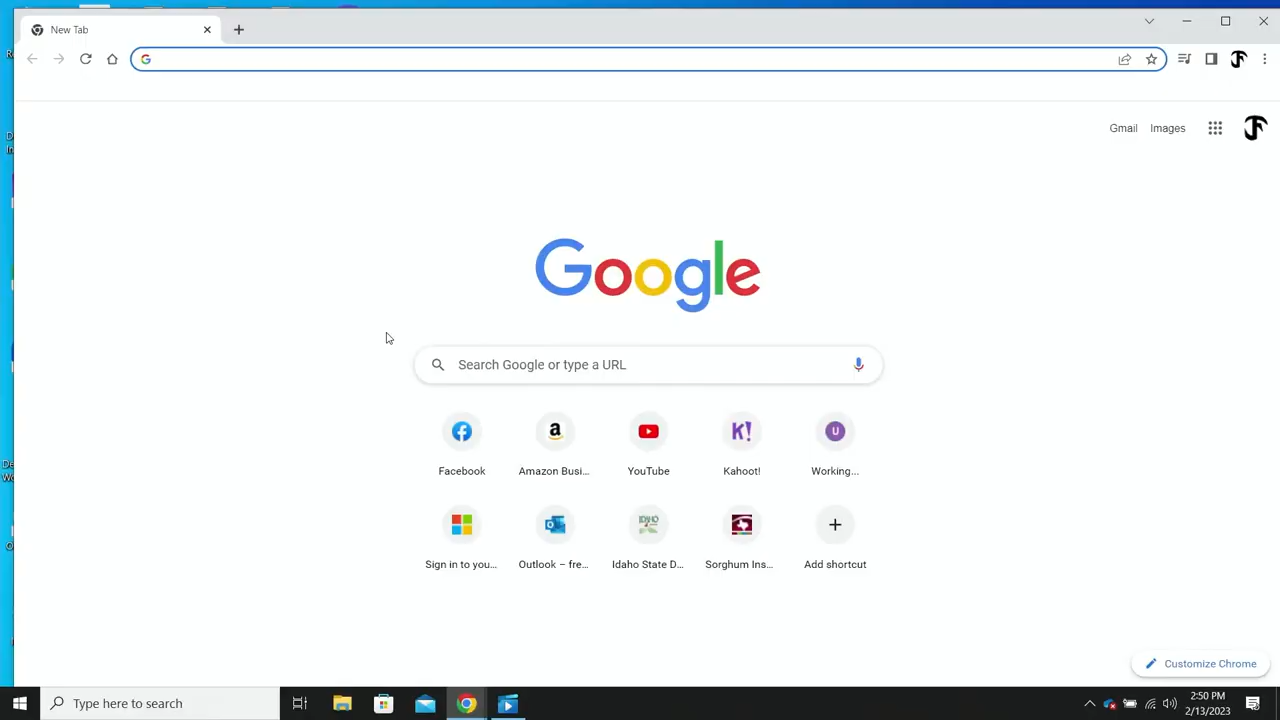 New Tab
Gmail
Images
Google
Search Google or type a URL
Facebook
Amazon Busi...
YouTube
K!
Kahoot!
U
Working...
Sign in to you...
Outlook – fre...
Idaho State D...
Sorghum Ins...
Add shortcut
Customize Chrome
Type here to search
2:50 PM
2/13/2023